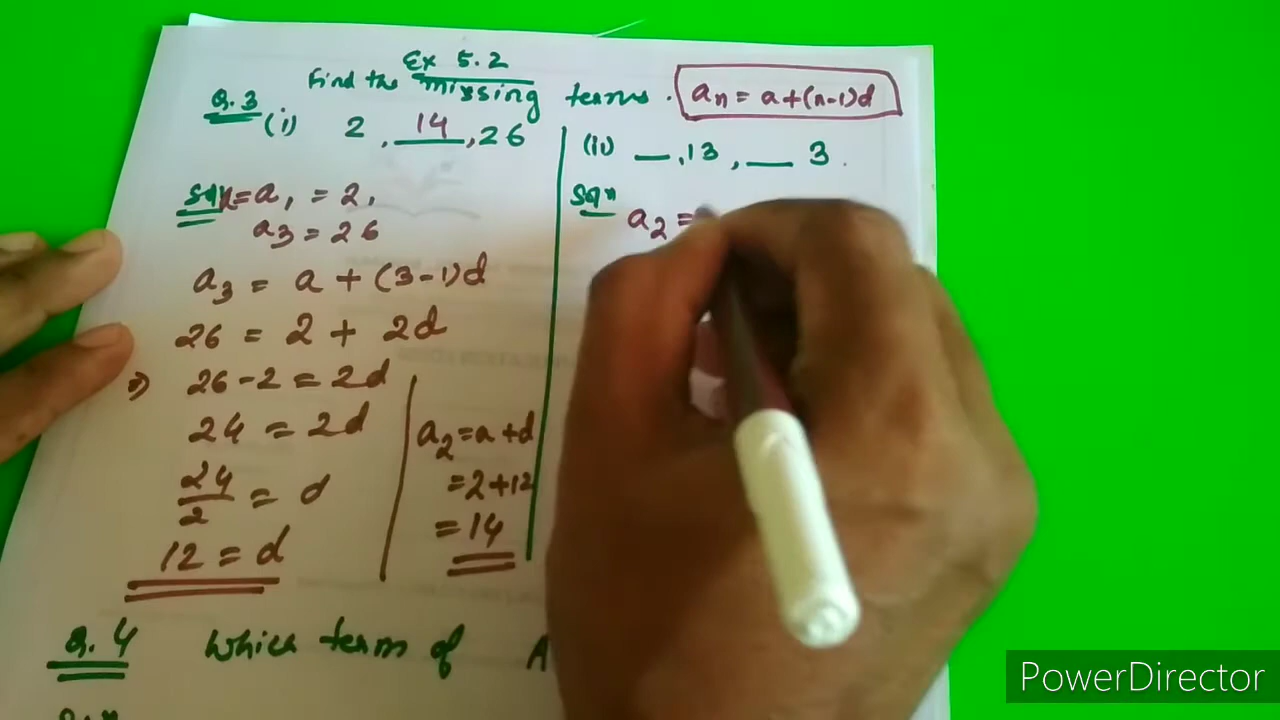 Ex 5.2
Find the missing terms. an = a+(n-1)d
Q.3 (i) 2, 14, 26
Soln = a1 = 2,
a3 = 26
a3 = a + (3-1)d
26 = 2 + 2d
⇒ 26-2 = 2d
24 = 2d
24/2 = d
12 = d
a2 = a + d
= 2+12
= 14
(ii) __, 13, __ 3.
Soln a2 =
Q.4 Which term of A
PowerDirector